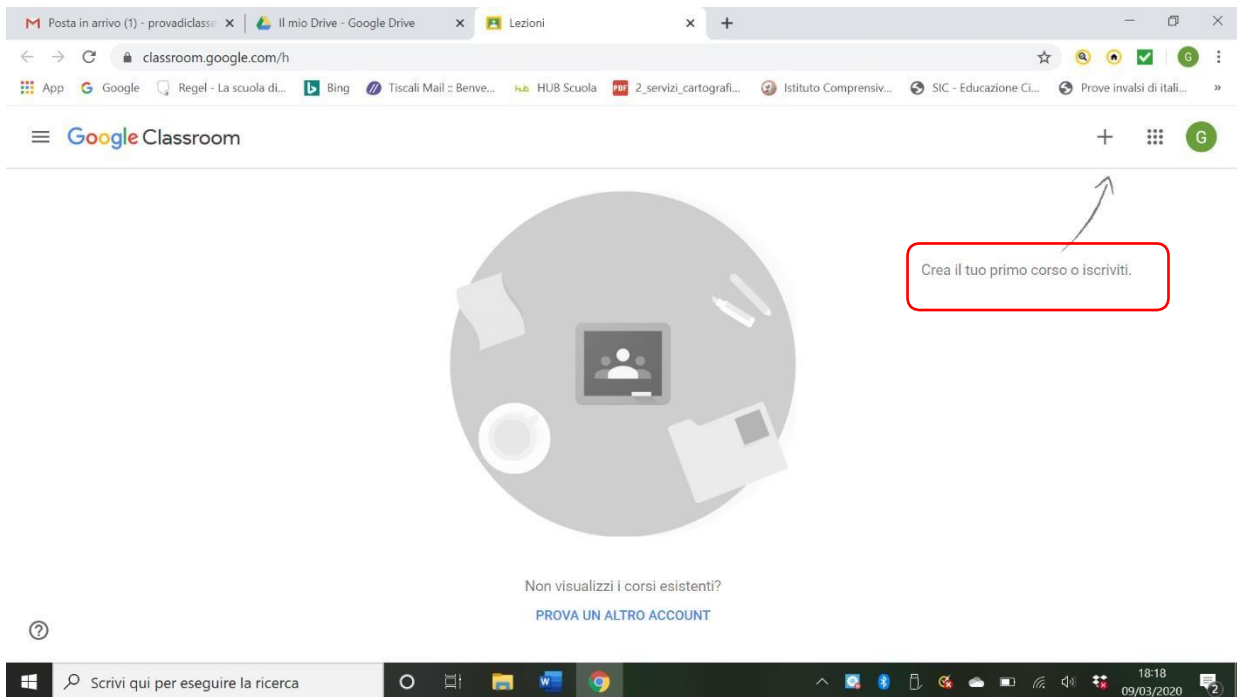 Posta in arrivo (1) - provadiclasse
Il mio Drive - Google Drive
Lezioni
classroom.google.com/h
G
App
Google
Regel - La scuola di...
Bing
Tiscali Mail :: Benve...
hub HUB Scuola
PDF 2_servizi_cartografi...
Istituto Comprensiv...
SIC - Educazione Ci...
Prove invalsi di itali...
»
Google Classroom
G
Crea il tuo primo corso o iscriviti.
Non visualizzi i corsi esistenti?
PROVA UN ALTRO ACCOUNT
Scrivi qui per eseguire la ricerca
18:18
09/03/2020
2